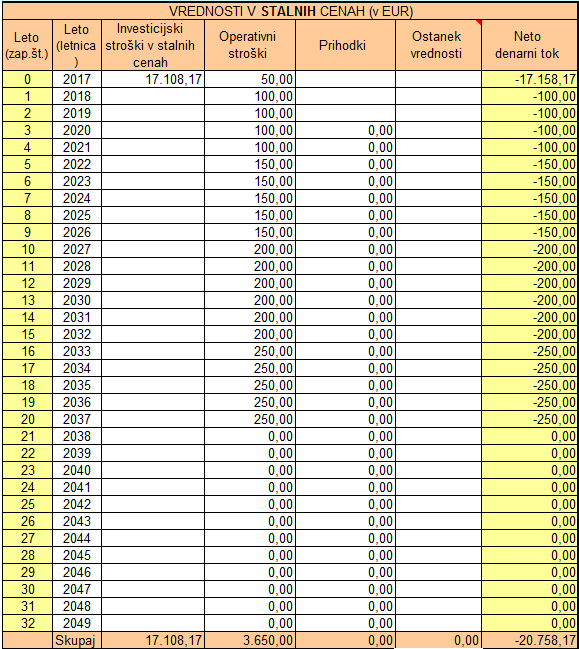 VREDNOSTI V STALNIH CENAH (v EUR)
Leto (zap.št.) Leto (letnica ) Investicijski stroški v stalnih cenah Operativni stroški Prihodki Ostanek vrednosti Neto denarni tok
0 2017 17.108,17 50,00 -17.158,17
1 2018 100,00 -100,00
2 2019 100,00 -100,00
3 2020 100,00 0,00 -100,00
4 2021 100,00 0,00 -100,00
5 2022 150,00 0,00 -150,00
6 2023 150,00 0,00 -150,00
7 2024 150,00 0,00 -150,00
8 2025 150,00 0,00 -150,00
9 2026 150,00 0,00 -150,00
10 2027 200,00 0,00 -200,00
11 2028 200,00 0,00 -200,00
12 2029 200,00 0,00 -200,00
13 2030 200,00 0,00 -200,00
14 2031 200,00 0,00 -200,00
15 2032 200,00 0,00 -200,00
16 2033 250,00 0,00 -250,00
17 2034 250,00 0,00 -250,00
18 2035 250,00 0,00 -250,00
19 2036 250,00 0,00 -250,00
20 2037 250,00 0,00 -250,00
21 2038 0,00 0,00 0,00
22 2039 0,00 0,00 0,00
23 2040 0,00 0,00 0,00
24 2041 0,00 0,00 0,00
25 2042 0,00 0,00 0,00
26 2043 0,00 0,00 0,00
27 2044 0,00 0,00 0,00
28 2045 0,00 0,00 0,00
29 2046 0,00 0,00 0,00
30 2047 0,00 0,00 0,00
31 2048 0,00 0,00 0,00
32 2049 0,00 0,00 0,00
Skupaj 17.108,17 3.650,00 0,00 0,00 -20.758,17